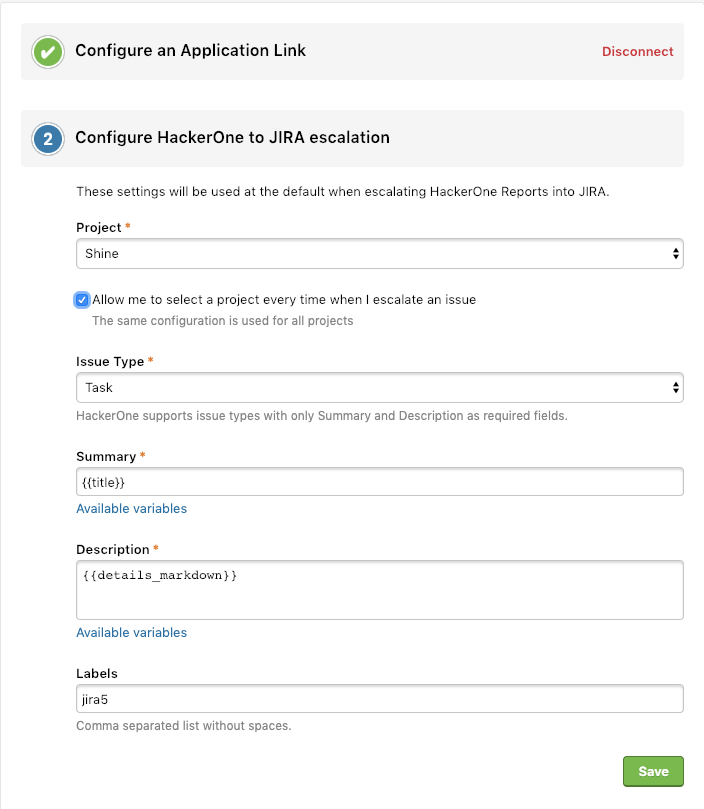 Configure an Application Link
Disconnect
2
Configure HackerOne to JIRA escalation
These settings will be used at the default when escalating HackerOne Reports into JIRA.
Project *
Shine
Allow me to select a project every time when I escalate an issue
The same configuration is used for all projects
Issue Type *
Task
HackerOne supports issue types with only Summary and Description as required fields.
Summary *
{{title}}
Available variables
Description *
{{details_markdown}}
Available variables
Labels
jira5
Comma separated list without spaces.
Save